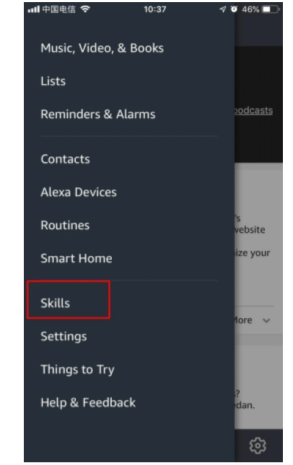 中国电信 10:37 46%
Music, Video, & Books
Lists
Reminders & Alarms
podcasts
Contacts
Alexa Devices
Routines
's
website
Smart Home
ize your
Skills
More
Settings
Things to Try
?
Help & Feedback
dan.